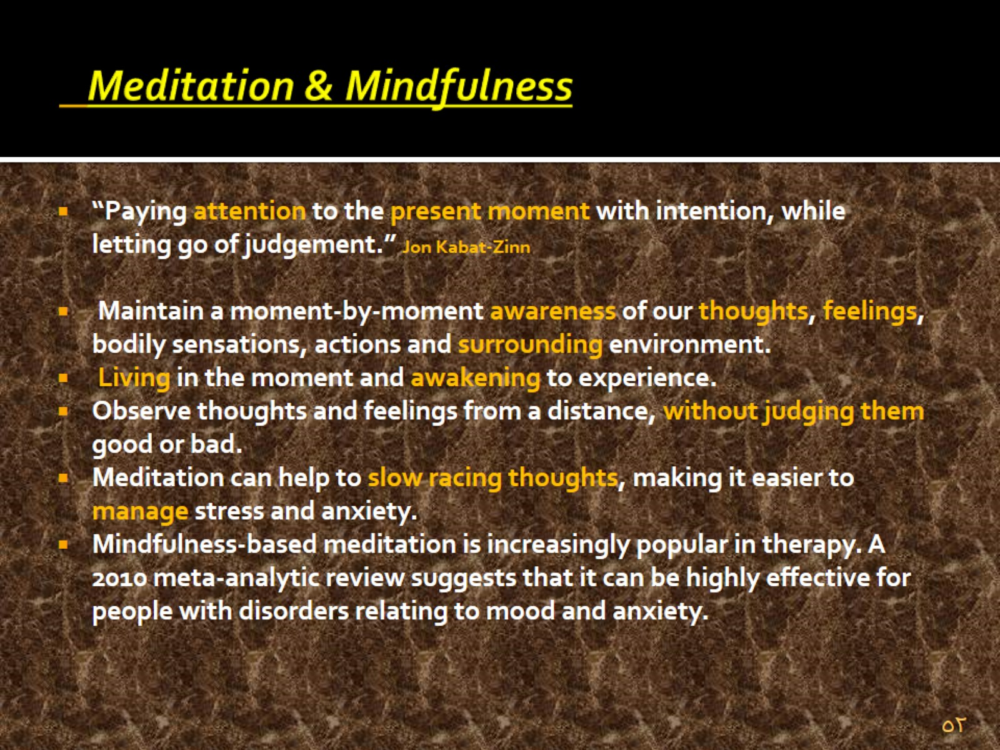 Meditation & Mindfulness
“Paying attention to the present moment with intention, while
letting go of judgement.” Jon Kabat-Zinn
Maintain a moment-by-moment awareness of our thoughts, feelings,
bodily sensations, actions and surrounding environment.
Living in the moment and awakening to experience.
Observe thoughts and feelings from a distance, without judging them
good or bad.
Meditation can help to slow racing thoughts, making it easier to
manage stress and anxiety.
Mindfulness-based meditation is increasingly popular in therapy. A
2010 meta-analytic review suggests that it can be highly effective for
people with disorders relating to mood and anxiety.
٥٢